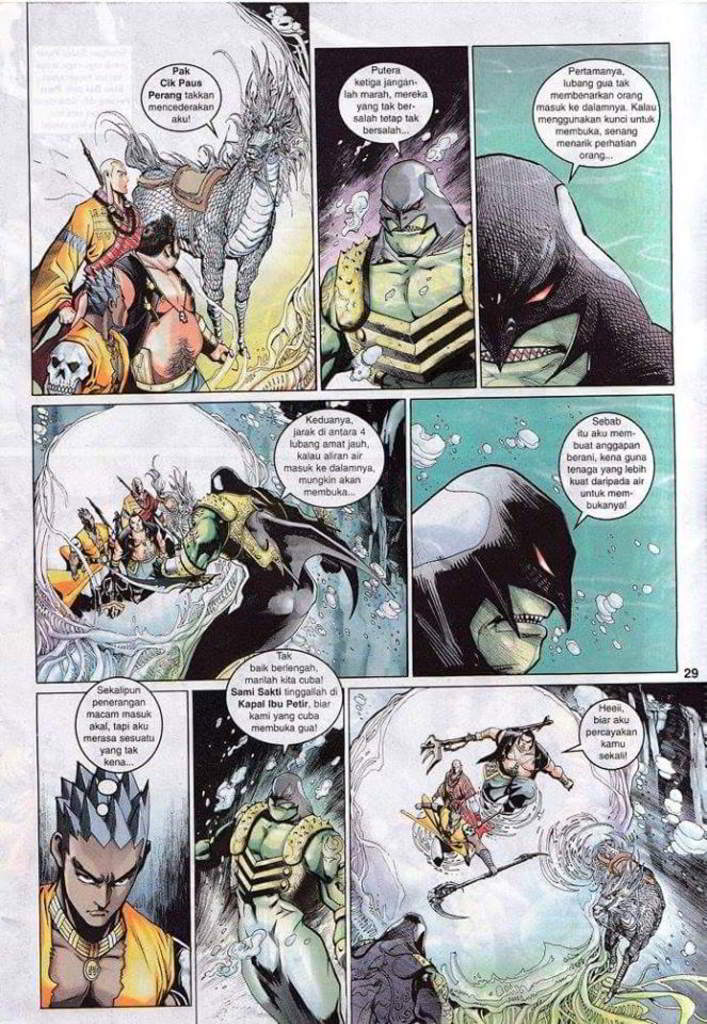 Pak
Cik Paus
Perang takkan
mencederakan
aku!
Putera
ketiga jangan-
lah marah, mereka
yang tak ber-
salah tetap tak
bersalah...
Pertamanya,
lubang gua tak
membenarkan orang
masuk ke dalamnya. Kalau
menggunakan kunci untuk
membuka, senang
menarik perhatian
orang...
Keduanya,
jarak di antara 4
lubang amat jauh,
kalau aliran air
masuk ke dalamnya,
mungkin akan
membuka...
Sebab
itu aku mem-
buat anggapan
berani, kena guna
tenaga yang lebih
kuat daripada air
untuk mem-
bukanya!
29
Sekalipun
penerangan
macam masuk
akal, tapi aku
merasa sesuatu
yang tak
kena...
Tak
baik berlengah,
marilah kita cuba!
Sami Sakti tinggallah di
Kapal Ibu Petir, biar
kami yang cuba
membuka gua!
Heeii,
biar aku
percayakan
kamu
sekali!